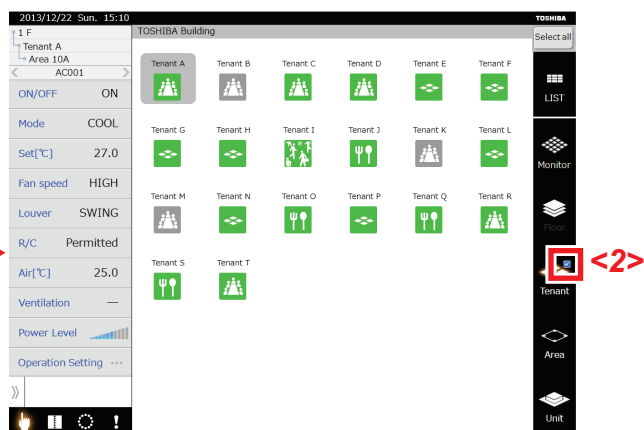 2013/12/22 Sun. 15:10
TOSHIBA
1 F
Tenant A
Area 10A
AC001
ON/OFF ON
Mode COOL
Set[℃] 27.0
Fan speed HIGH
Louver SWING
R/C Permitted
Air[℃] 25.0
Ventilation —
Power Level
Operation Setting ···
TOSHIBA Building
Tenant A Tenant B Tenant C Tenant D Tenant E Tenant F
Tenant G Tenant H Tenant I Tenant J Tenant K Tenant L
Tenant M Tenant N Tenant O Tenant P Tenant Q Tenant R
Tenant S Tenant T
Select all
LIST
Monitor
Floor
Tenant
Area
Unit
<2>